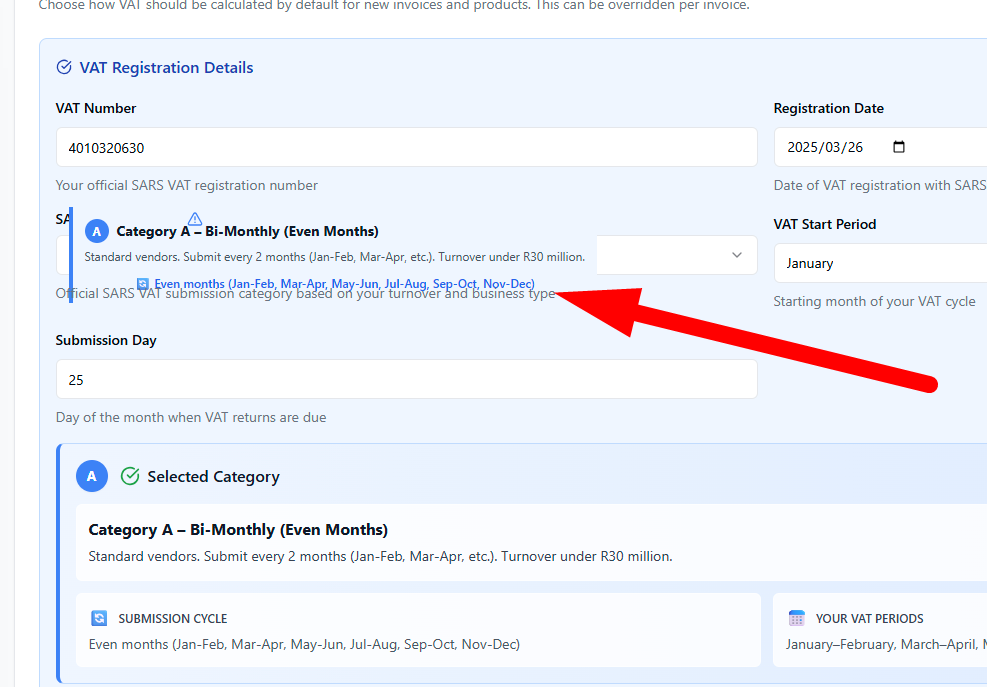 Choose how VAT should be calculated by default for new invoices and products. This can be overridden per invoice.
VAT Registration Details
VAT Number
Registration Date
4010320630
2025/03/26
Your official SARS VAT registration number
Date of VAT registration with SARS
SA
A
Category A – Bi-Monthly (Even Months)
VAT Start Period
Standard vendors. Submit every 2 months (Jan-Feb, Mar-Apr, etc.). Turnover under R30 million.
January
Even months (Jan-Feb, Mar-Apr, May-Jun, Jul-Aug, Sep-Oct, Nov-Dec)
Official SARS VAT submission category based on your turnover and business type
Starting month of your VAT cycle
Submission Day
25
Day of the month when VAT returns are due
A
Selected Category
Category A – Bi-Monthly (Even Months)
Standard vendors. Submit every 2 months (Jan-Feb, Mar-Apr, etc.). Turnover under R30 million.
SUBMISSION CYCLE
YOUR VAT PERIODS
Even months (Jan-Feb, Mar-Apr, May-Jun, Jul-Aug, Sep-Oct, Nov-Dec)
January–February, March–April,